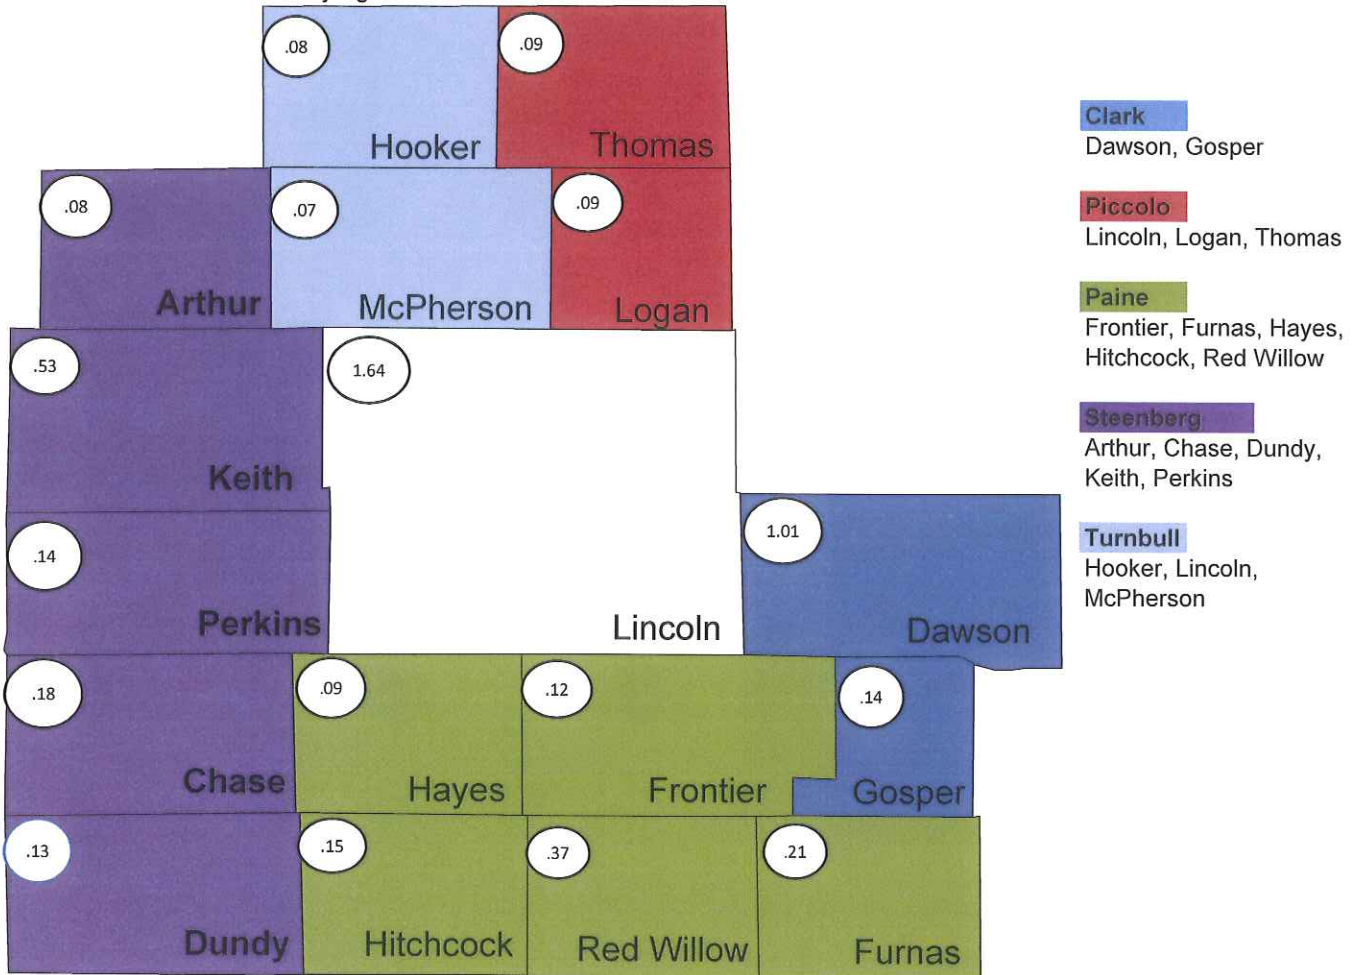 .08
.09
Hooker
Thomas
.08
.07
.09
Arthur
McPherson
Logan
.53
1.64
Keith
.14
1.01
Perkins
Lincoln
Dawson
.18
.09
.12
.14
Chase
Hayes
Frontier
Gosper
.13
.15
.37
.21
Dundy
Hitchcock
Red Willow
Furnas
Clark
Dawson, Gosper
Piccolo
Lincoln, Logan, Thomas
Paine
Frontier, Furnas, Hayes,
Hitchcock, Red Willow
Steenberg
Arthur, Chase, Dundy,
Keith, Perkins
Turnbull
Hooker, Lincoln,
McPherson